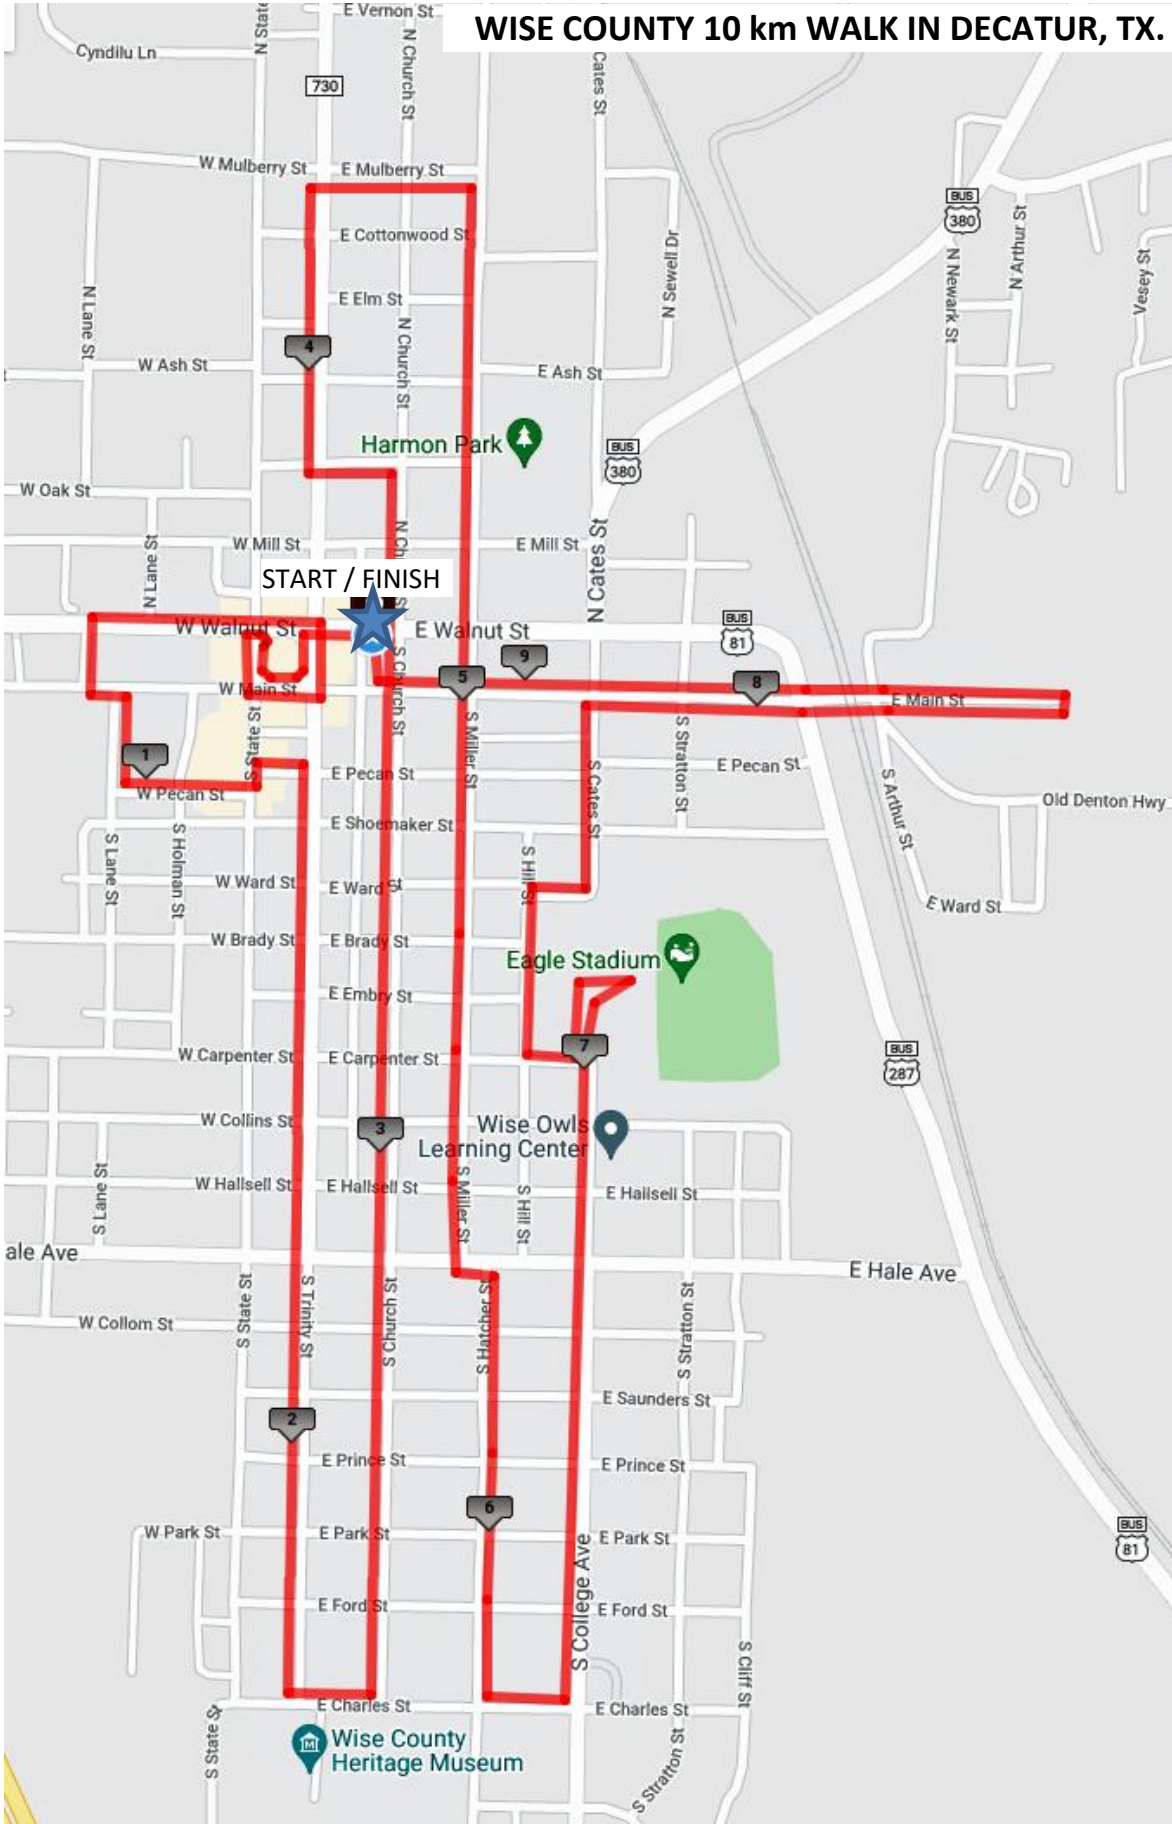 WISE COUNTY 10 km WALK IN DECATUR, TX.
E Vernon St
Cyndilu Ln
N State
N Church St
Cates St
730
W Mulberry St
E Mulberry St
BUS
380
E Cottonwood St
N Sewell Dr
N Newark St
N Arthur St
Vesey St
N Lane St
E Elm St
N Church St
4
W Ash St
E Ash St
Harmon Park
BUS
380
W Oak St
W Mill St
E Mill St
N Lane St
N Cates St
START / FINISH
W Walnut St
E Walnut St
BUS
81
9
5
8
W Main St
E Main St
S Church St
S State St
S Miller St
S Stratton St
1
E Pecan St
E Pecan St
W Pecan St
S Cates St
S Arthur St
Old Denton Hwy
E Shoemaker St
S Lane St
S Holman St
S Hill St
W Ward St
E Ward St
E Ward St
W Brady St
E Brady St
Eagle Stadium
E Embry St
W Carpenter St
E Carpenter St
7
BUS
287
W Collins St
3
Wise Owls
Learning Center
W Hallsell St
E Hallsell St
E Hallsell St
S Lane St
S Miller St
S Hill St
ale Ave
E Hale Ave
S State St
S Trinity St
S Church St
S Hatcher St
S Stratton St
W Collom St
E Saunders St
2
E Prince St
E Prince St
6
W Park St
E Park St
E Park St
BUS
81
S College Ave
E Ford St
E Ford St
S Cliff St
E Charles St
E Charles St
S State St
Wise County
Heritage Museum
S Stratton St